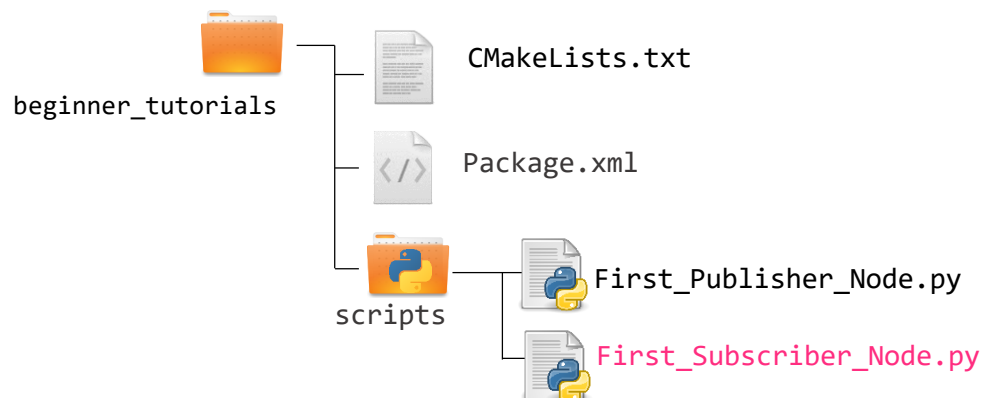 CMakeLists.txt
beginner_tutorials
Package.xml
</>
scripts
First_Publisher_Node.py
First_Subscriber_Node.py